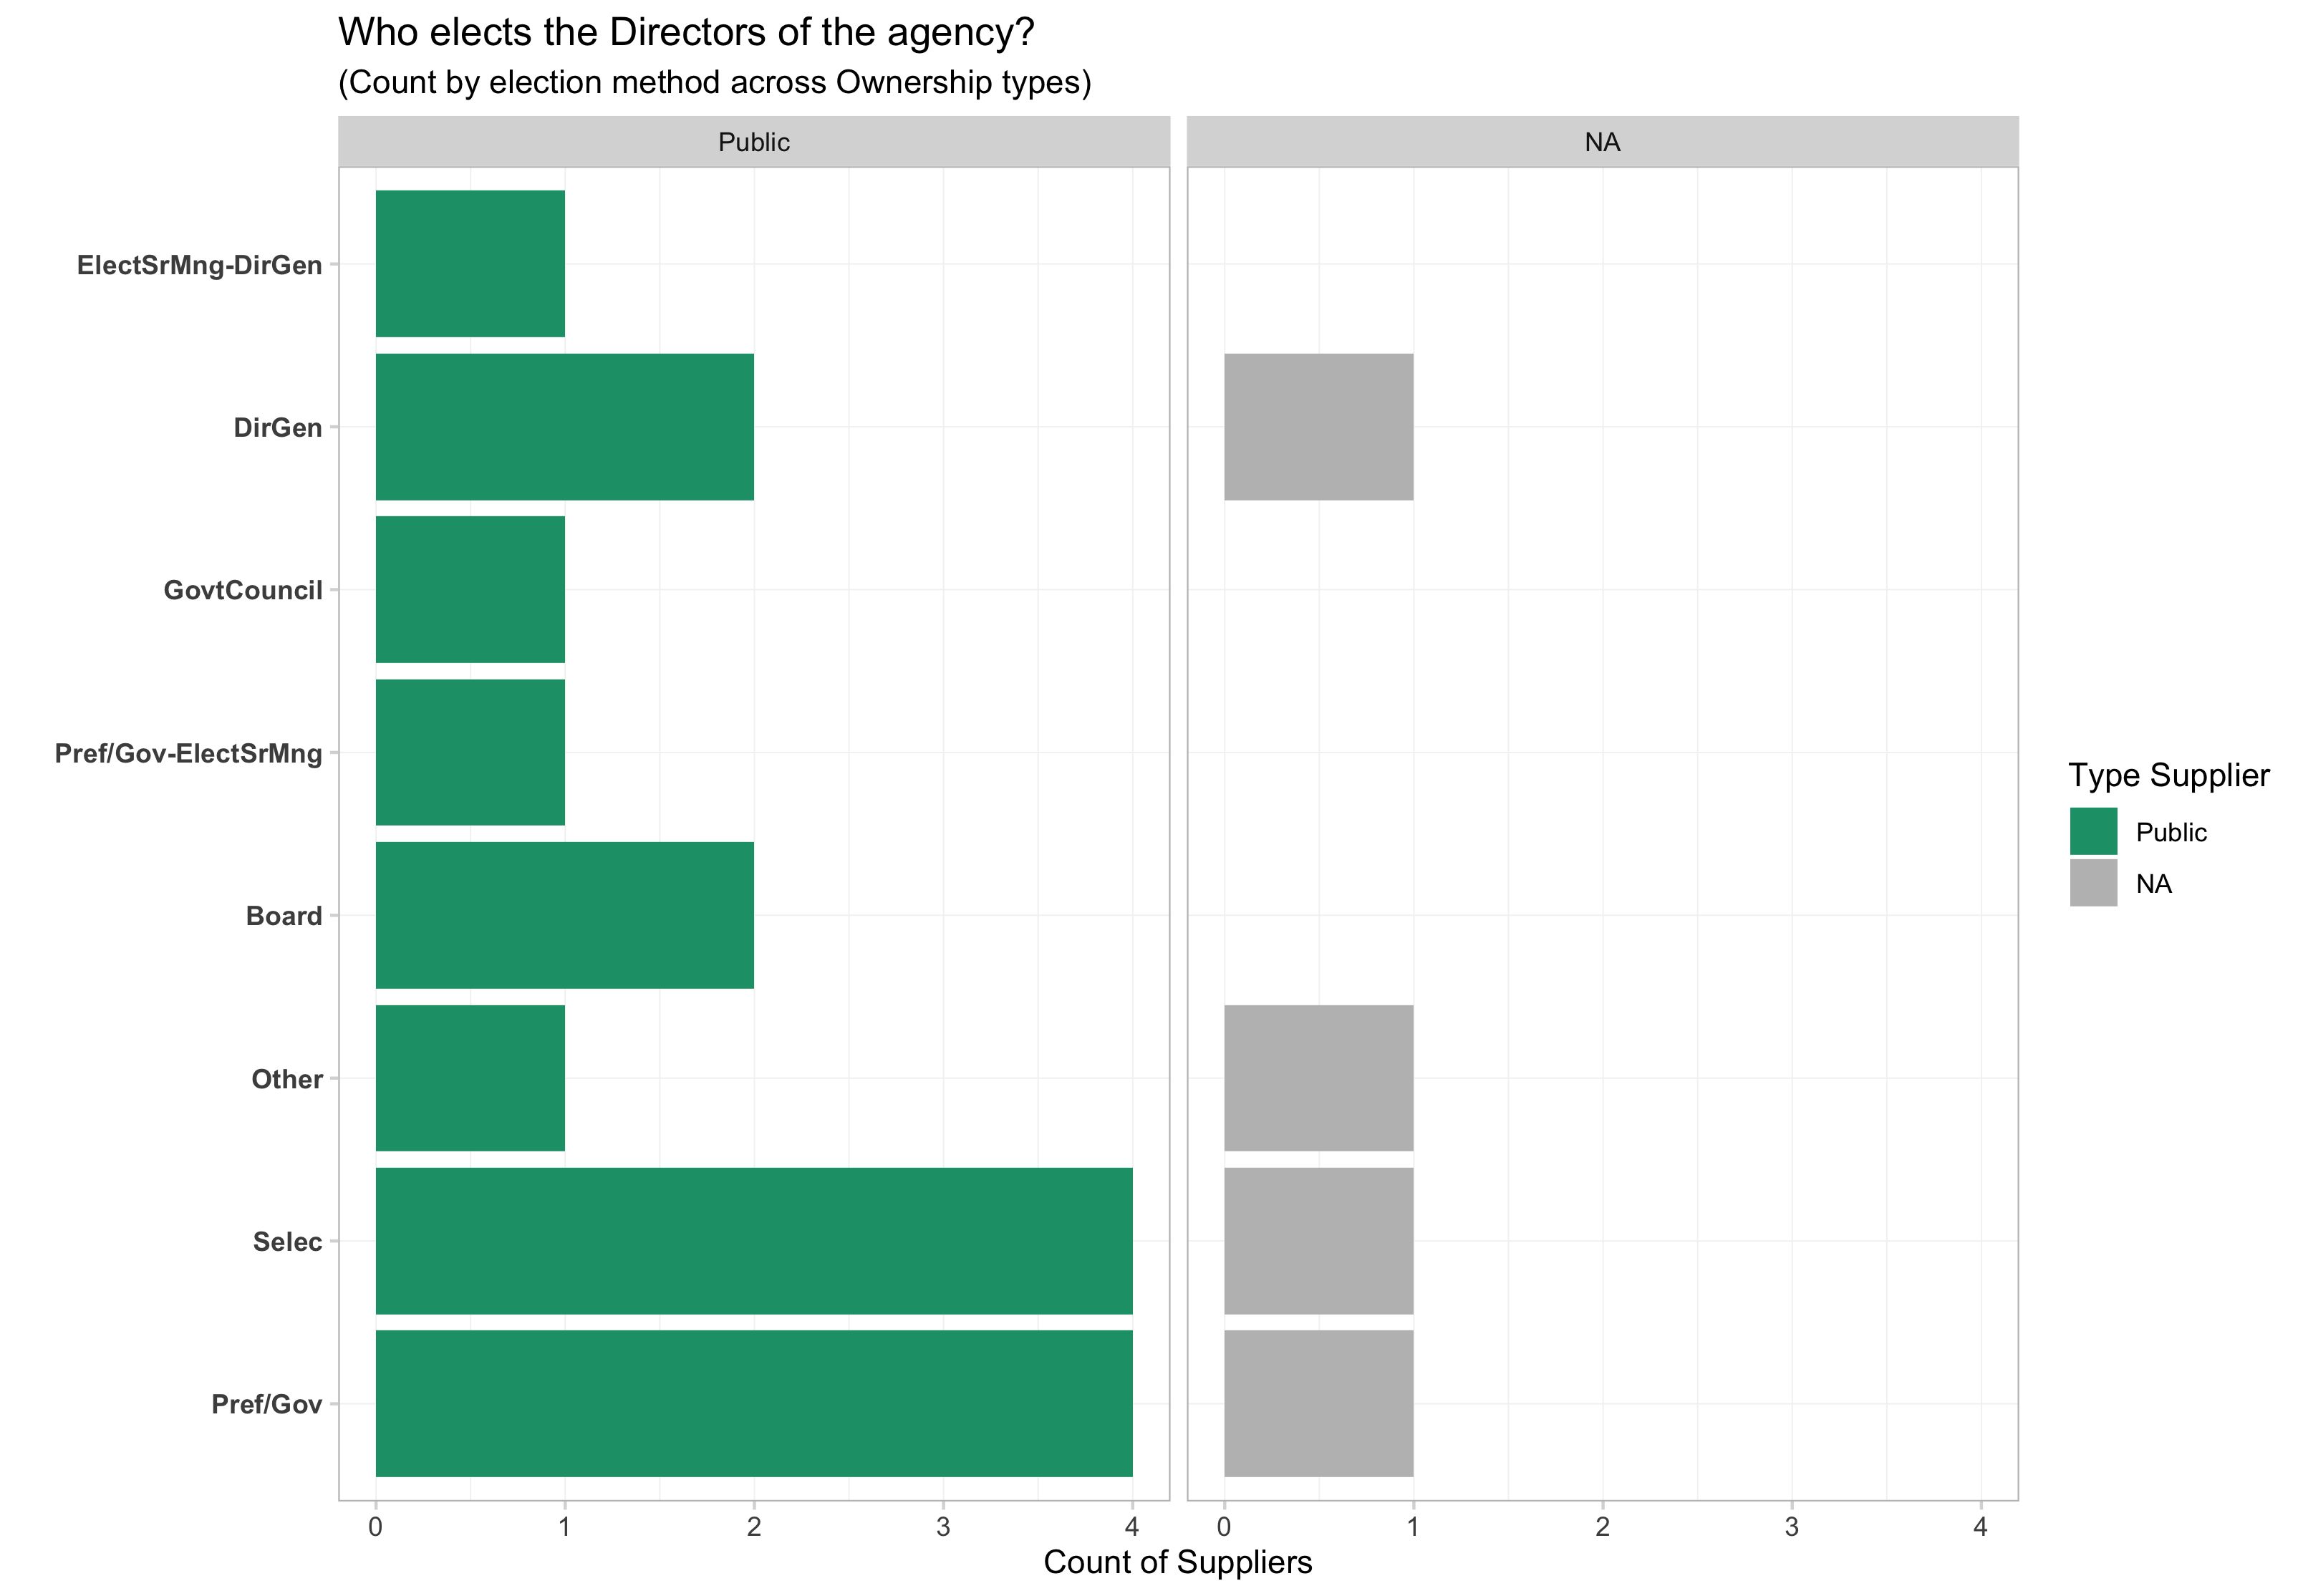 Who elects the Directors of the agency?
(Count by election method across Ownership types)
Public
NA
ElectSrMng-DirGen
DirGen
GovtCouncil
Pref/Gov-ElectSrMng
Board
Other
Selec
Pref/Gov
0 1 2 3 4
0 1 2 3 4
Count of Suppliers
Type Supplier
Public
NA